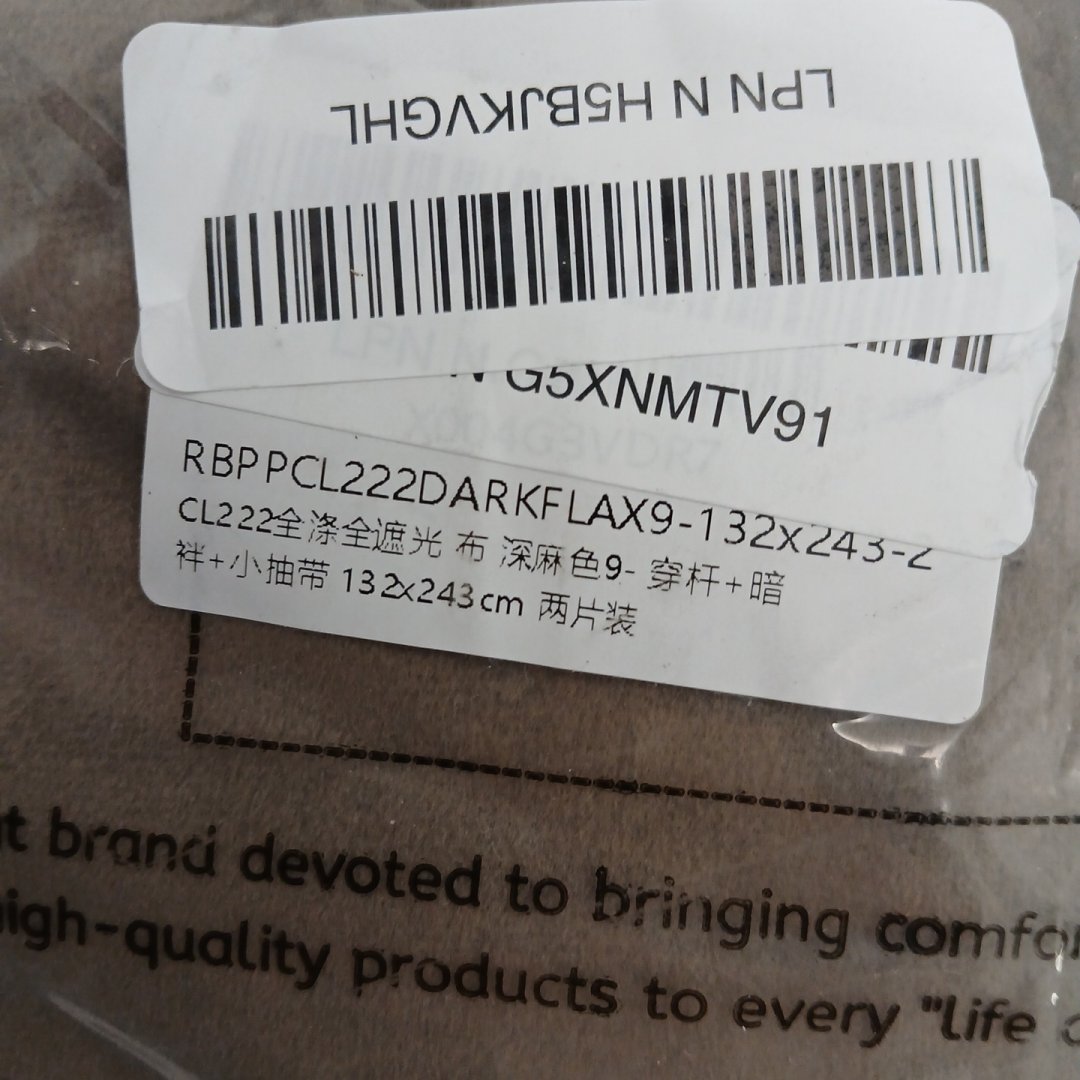 LPN N H5BJKVGHL
N G5XNMTV91
RBPPCL222DARKFLAX9-132x243-2
CL222全涤全遮光 布 深麻色9- 穿杆+暗
袢+小抽带 132x243cm 两片装
brand devoted to bringing
high-quality products to every "life